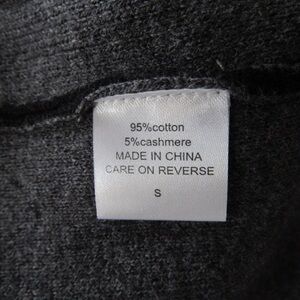 95%cotton
5%cashmere
MADE IN CHINA
CARE ON REVERSE
S